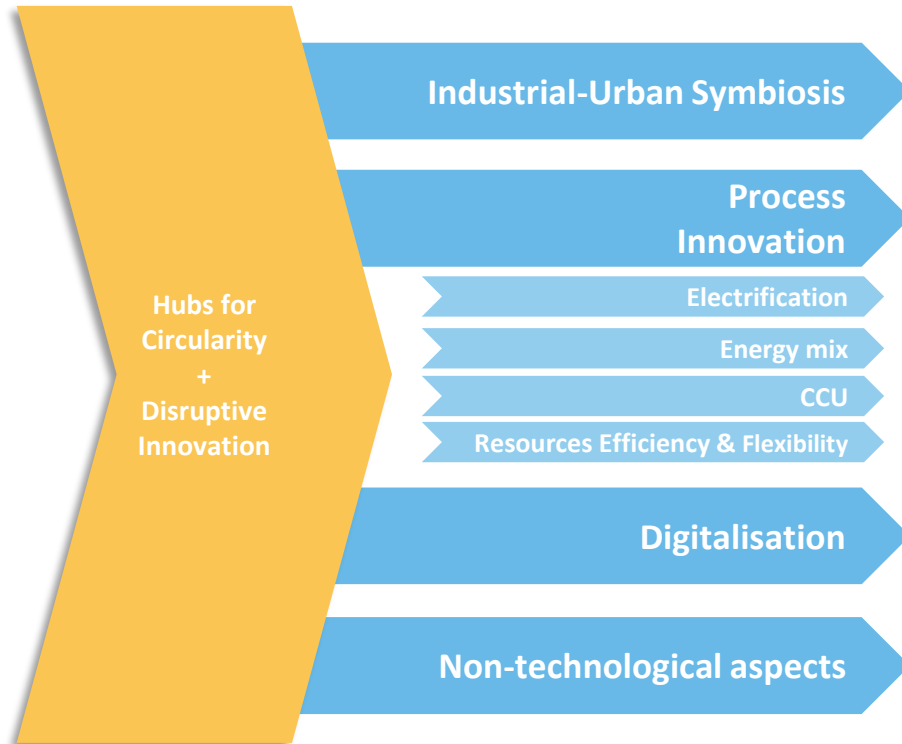 Hubs for
Circularity
+
Disruptive
Innovation
Industrial-Urban Symbiosis
Process
Innovation
Electrification
Energy mix
CCU
Resources Efficiency & Flexibility
Digitalisation
Non-technological aspects